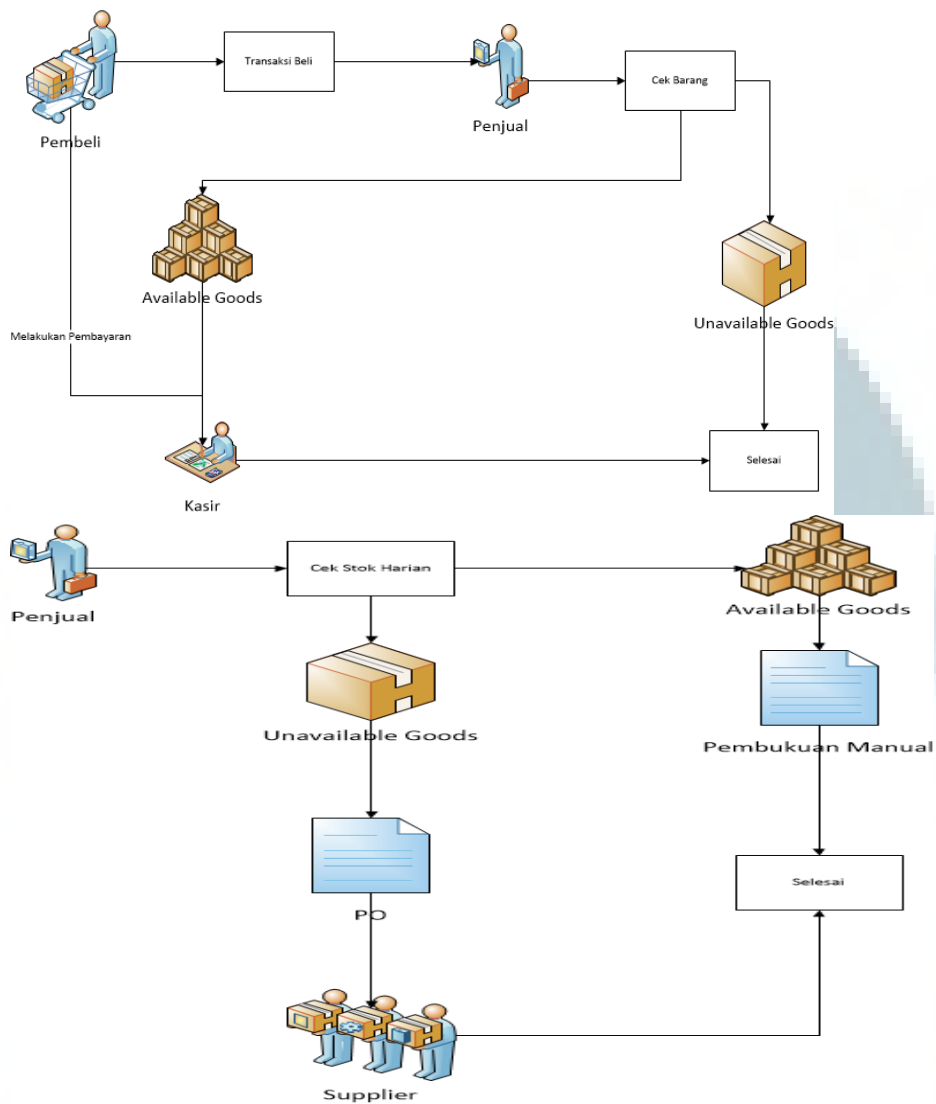 Transaksi Beli
Cek Barang
Penjual
Pembeli
Available Goods
Unavailable Goods
Melakukan Pembayaran
Selesai
Kasir
Cek Stok Harian
Penjual
Available Goods
Unavailable Goods
Pembukuan Manual
Selesai
PO
Supplier